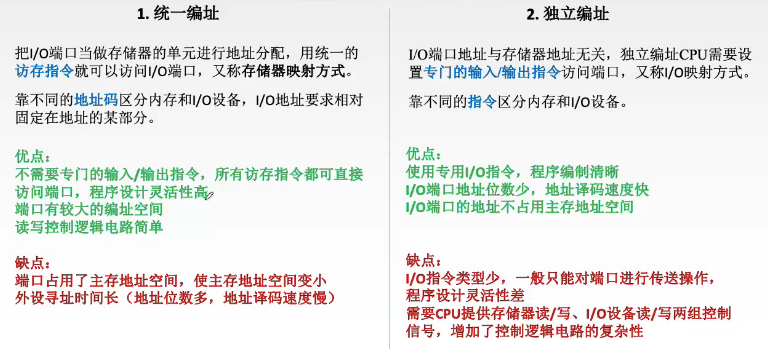 1. 统一编址
把I/O端口当做存储器的单元进行地址分配，用统一的
访存指令就可以访问I/O端口，又称存储器映射方式。
靠不同的地址码区分内存和I/O设备，I/O地址要求相对
固定在地址的某部分。
优点：
不需要专门的输入/输出指令，所有访存指令都可直接
访问端口，程序设计灵活性高
端口有较大的编址空间
读写控制逻辑电路简单
缺点：
端口占用了主存地址空间，使主存地址空间变小
外设寻址时间长（地址位数多，地址译码速度慢）
2. 独立编址
I/O端口地址与存储器地址无关，独立编址CPU需要设
置专门的输入/输出指令访问端口，又称I/O映射方式。
靠不同的指令区分内存和I/O设备。
优点：
使用专用I/O指令，程序编制清晰
I/O端口地址位数少，地址译码速度快
I/O端口的地址不占用主存地址空间
缺点：
I/O指令类型少，一般只能对端口进行传送操作，
程序设计灵活性差
需要CPU提供存储器读/写、I/O设备读/写两组控制
信号，增加了控制逻辑电路的复杂性